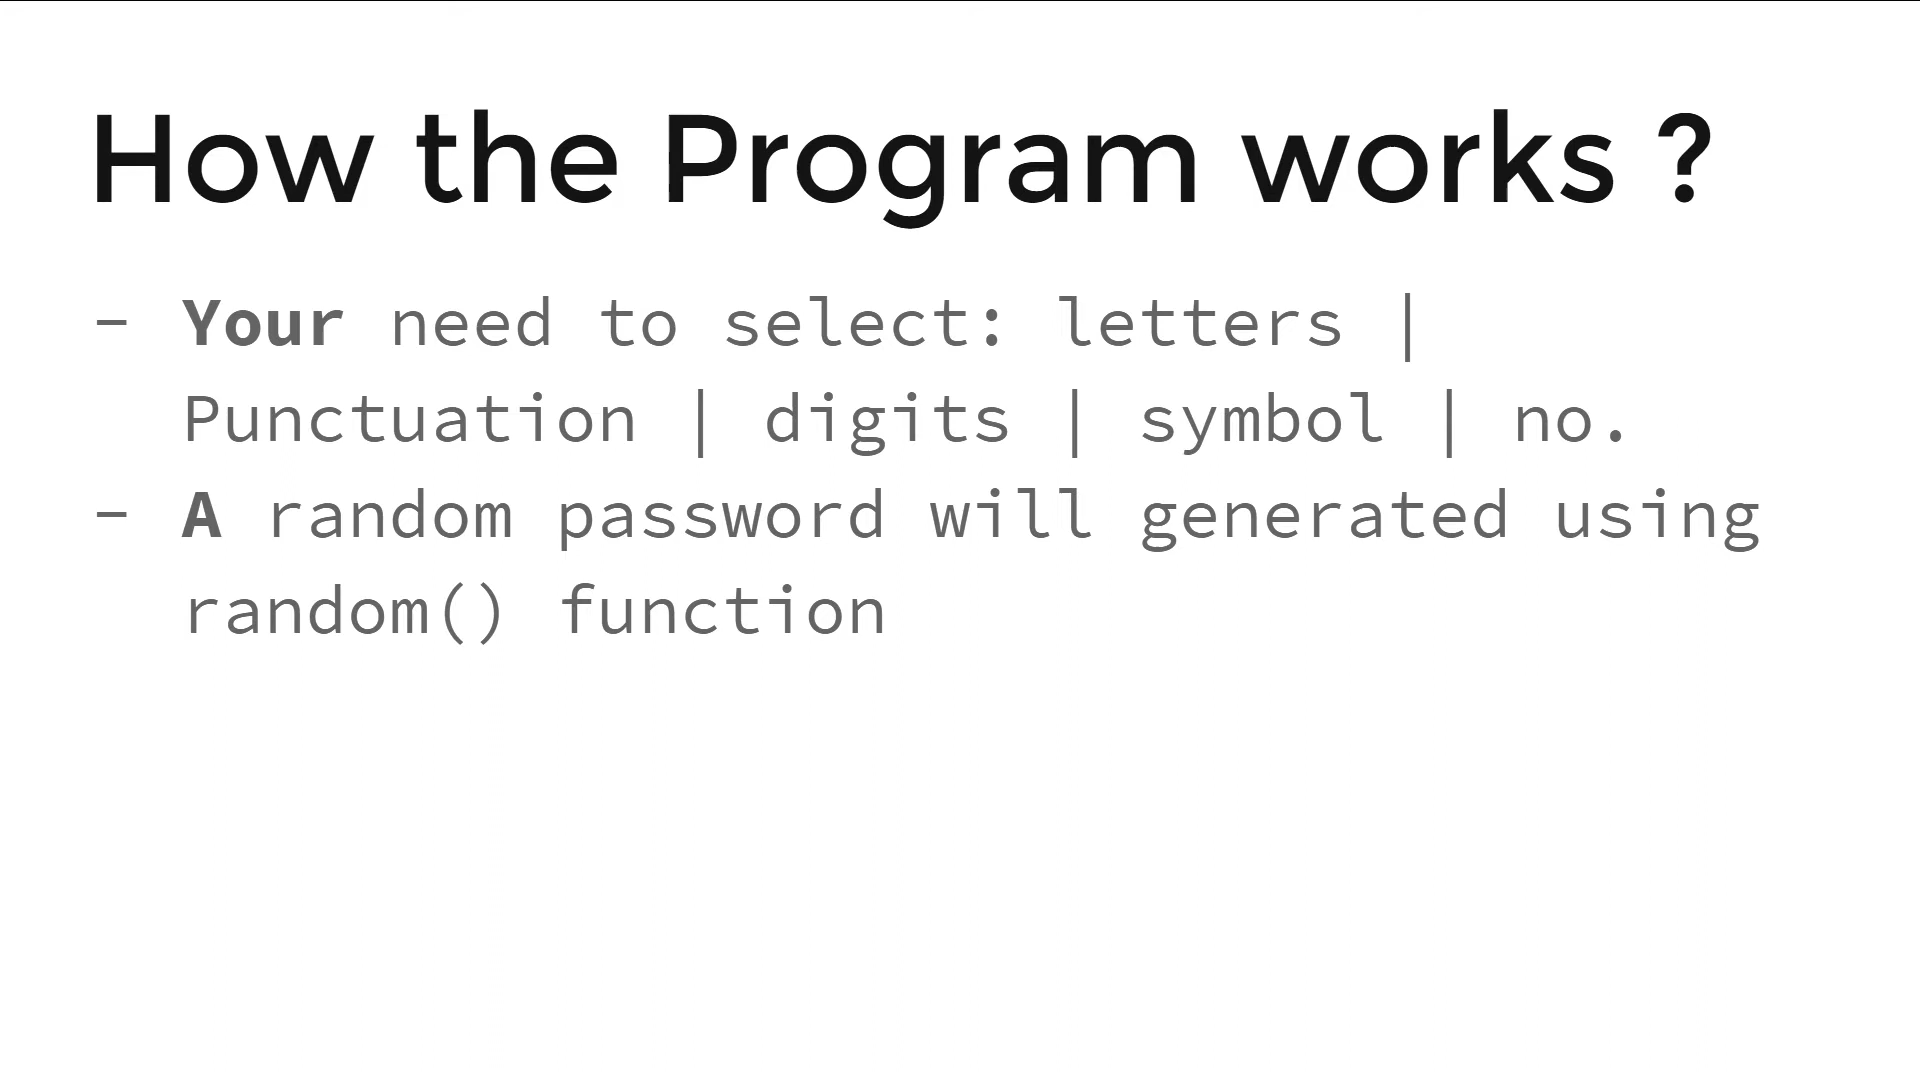 How the Program works ?
- Your need to select: letters |
Punctuation | digits | symbol | no.
- A random password will generated using
random() function